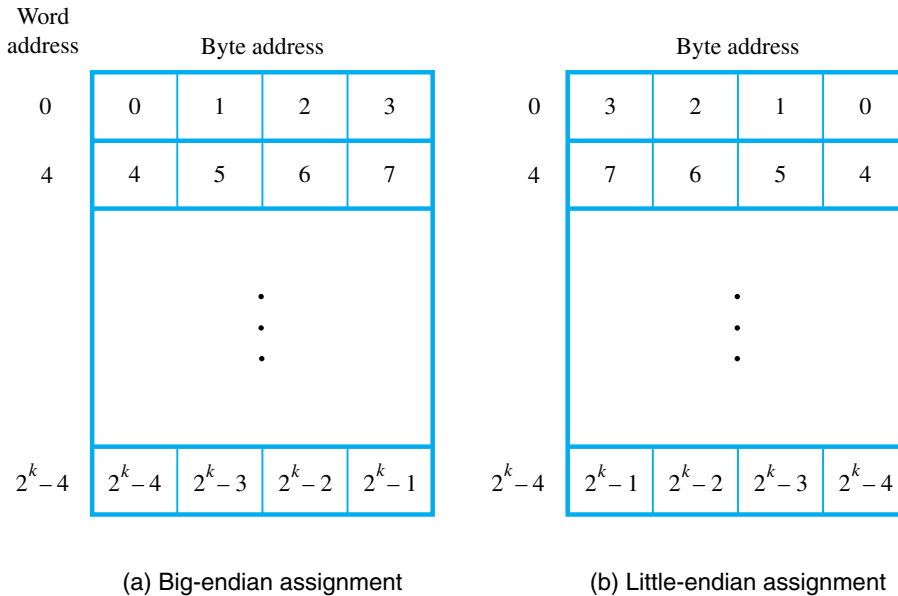 Word
address
Byte address
0
0 1 2 3
4
4 5 6 7
2^k – 4
2^k – 4 2^k – 3 2^k – 2 2^k – 1
(a) Big-endian assignment
Byte address
0
3 2 1 0
4
7 6 5 4
2^k – 4
2^k – 1 2^k – 2 2^k – 3 2^k – 4
(b) Little-endian assignment